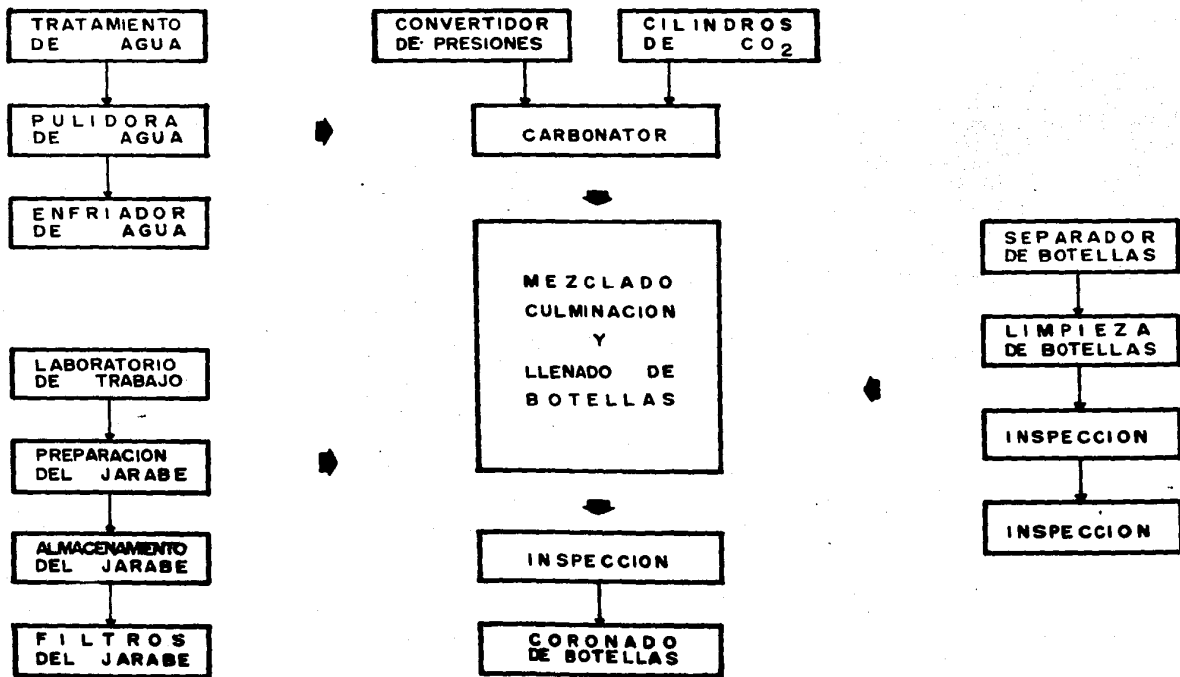 TRATAMIENTO
DE AGUA
PULIDORA
DE AGUA
ENFRIADOR
DE AGUA
LABORATORIO
DE TRABAJO
PREPARACION
DEL JARABE
ALMACENAMIENTO
DEL JARABE
FILTROS
DEL JARABE
CONVERTIDOR
DE PRESIONES
CILINDROS
DE CO2
CARBONATOR
MEZCLADO
CULMINACION
Y
LLENADO DE
BOTELLAS
INSPECCION
CORONADO
DE BOTELLAS
SEPARADOR
DE BOTELLAS
LIMPIEZA
DE BOTELLAS
INSPECCION
INSPECCION